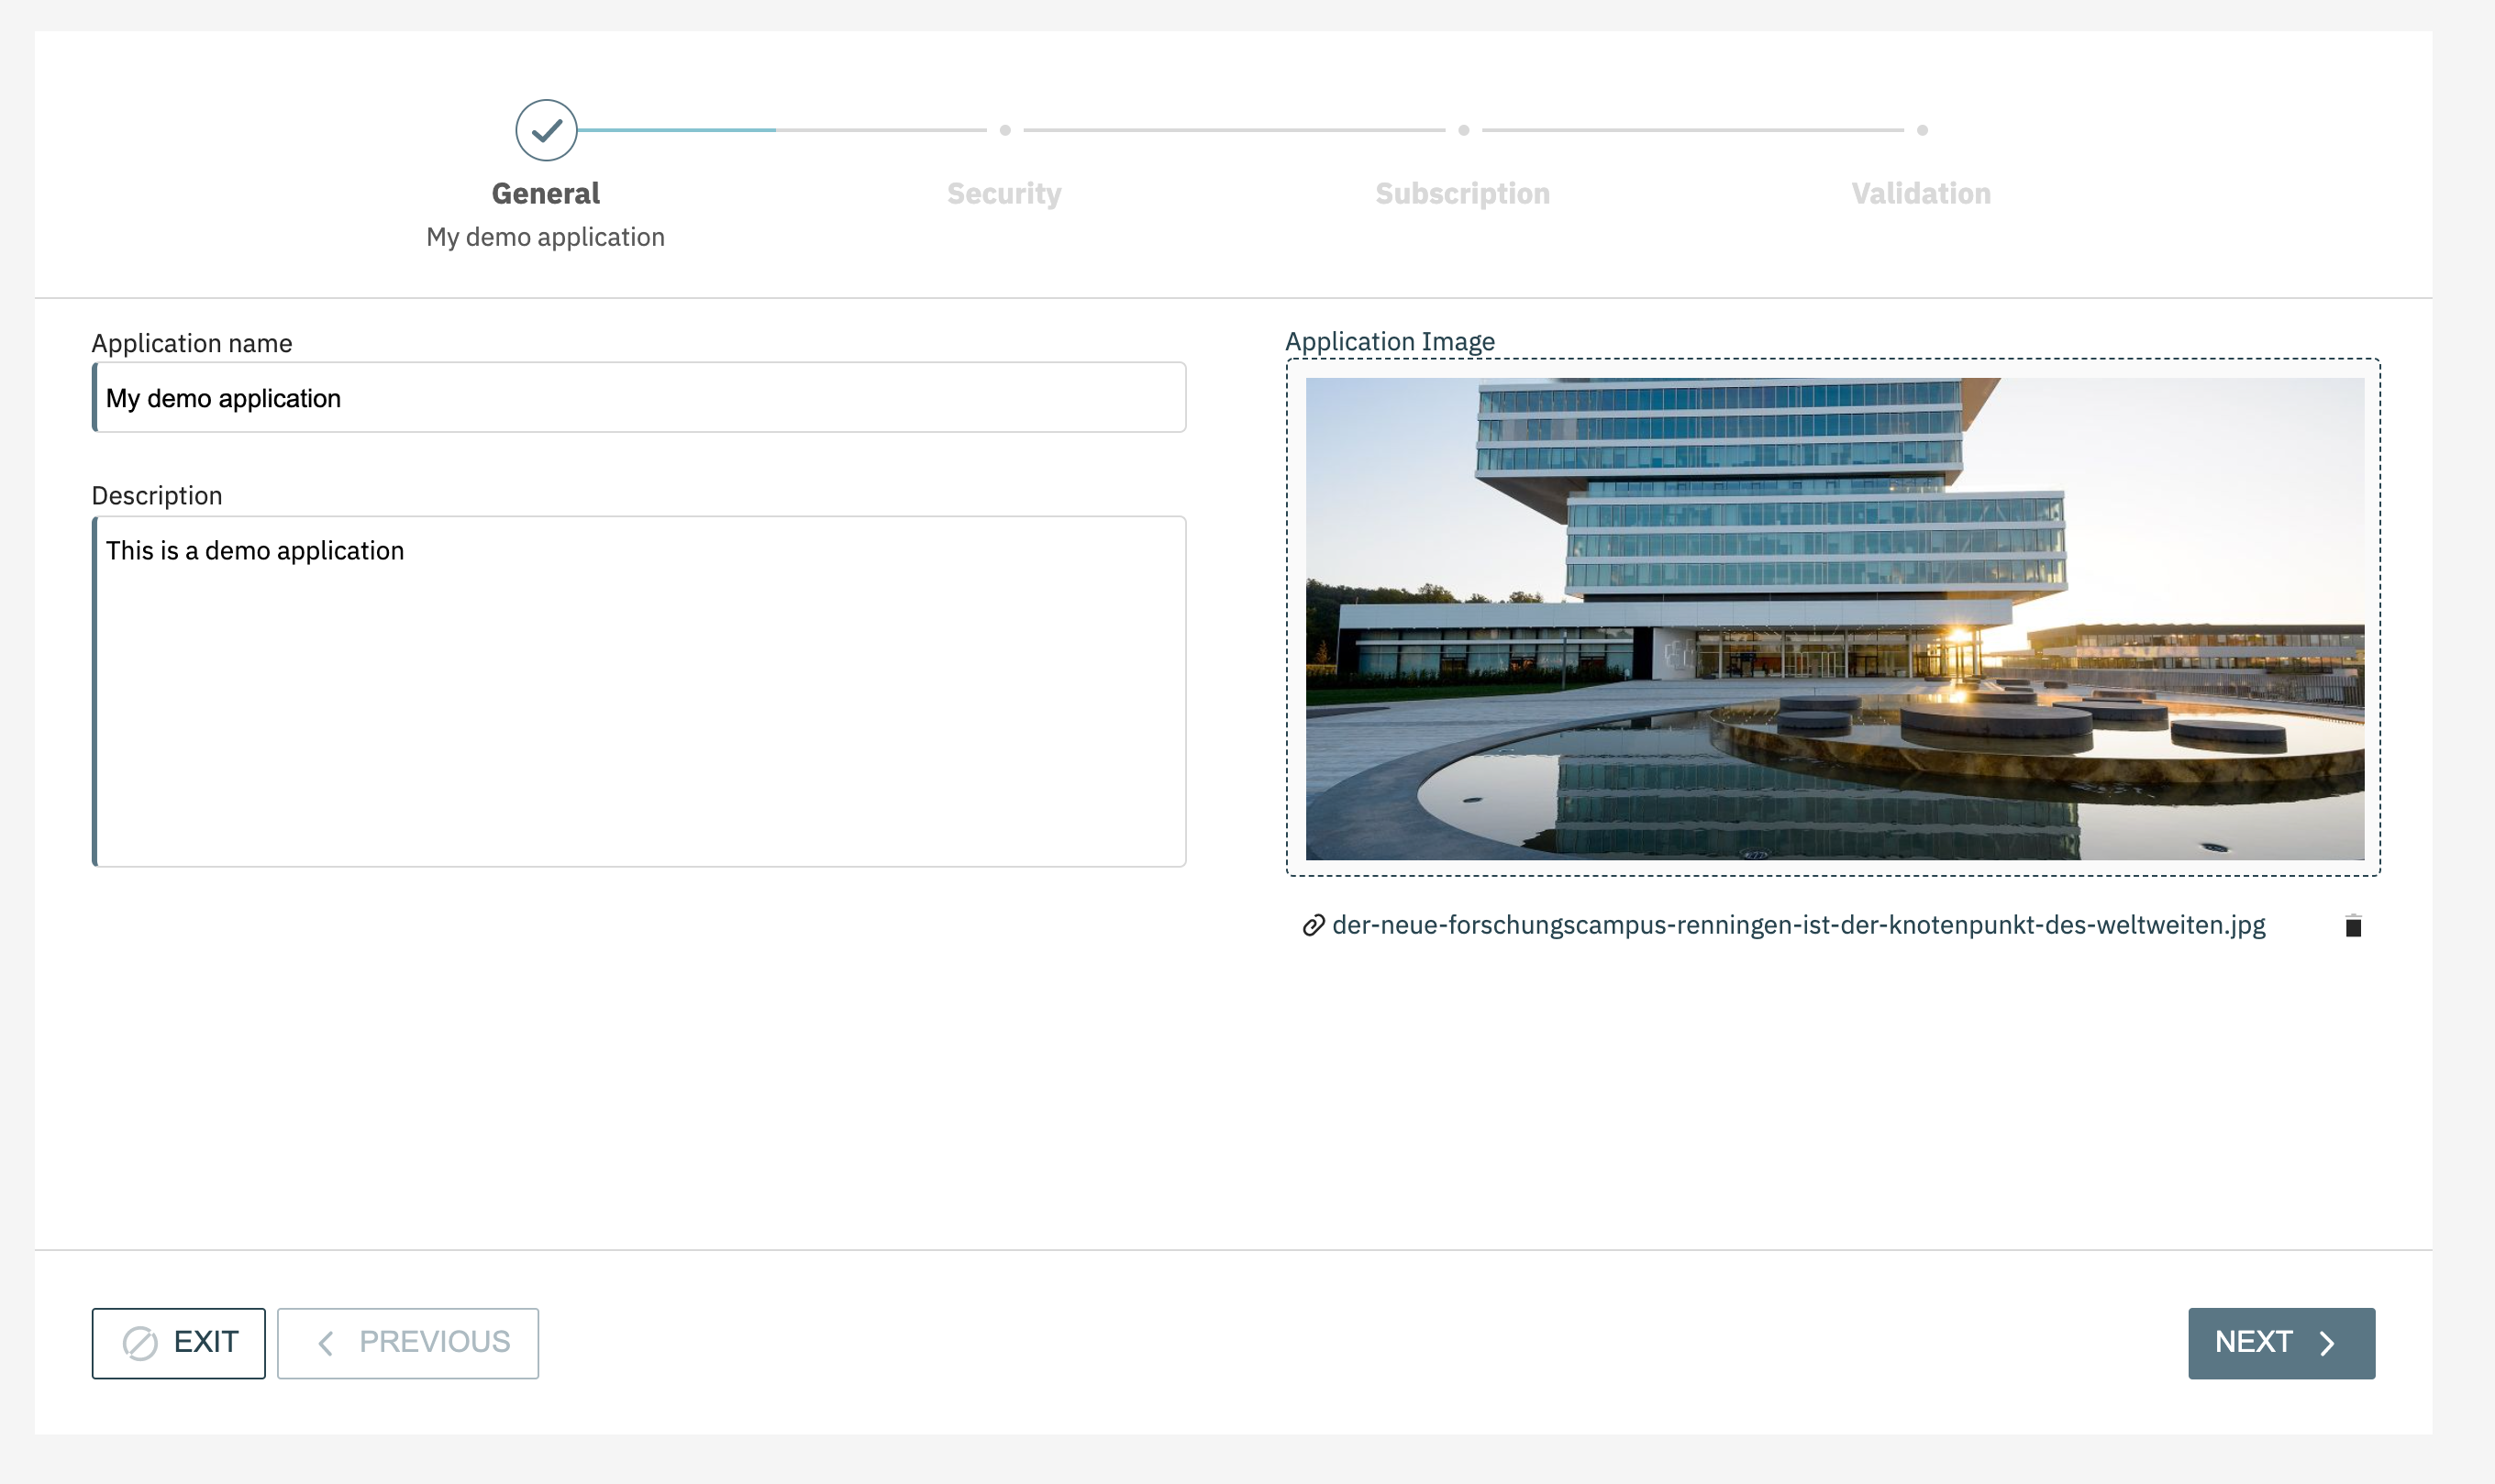 General
My demo application
Security
Subscription
Validation
Application name
My demo application
Description
This is a demo application
Application Image
der-neue-forschungscampus-renningen-ist-der-knotenpunkt-des-weltweiten.jpg
EXIT
PREVIOUS
NEXT